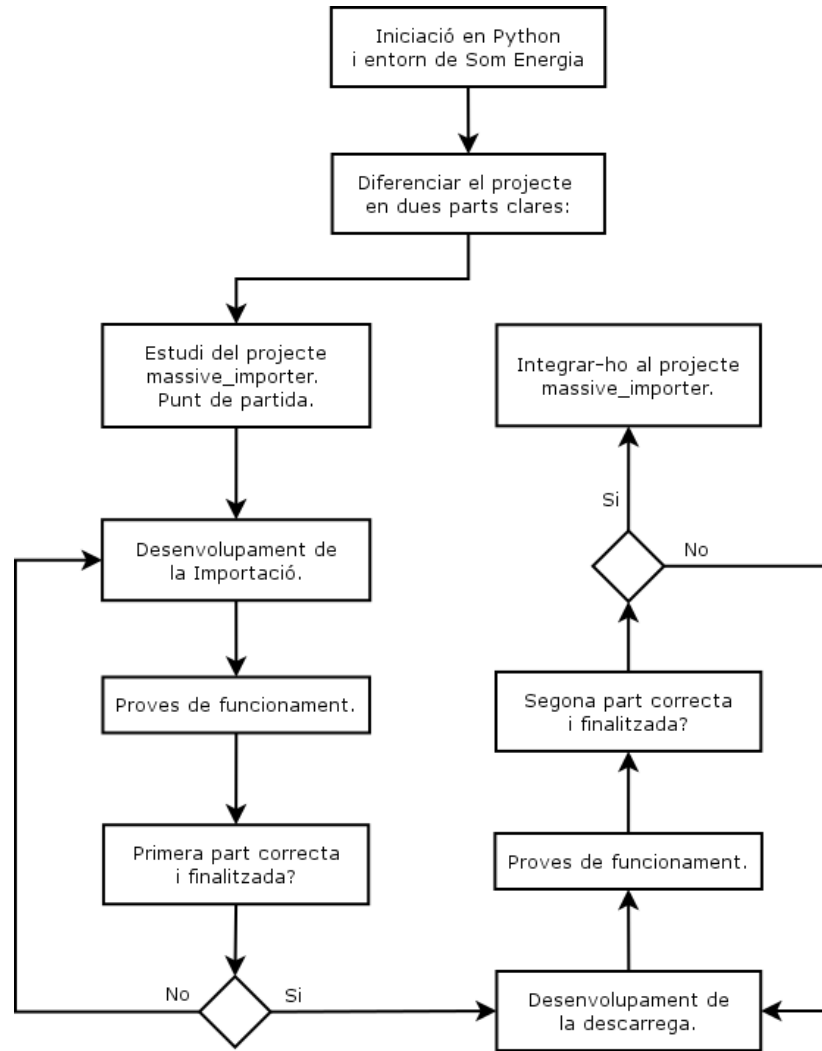 Iniciació en Python
i entorn de Som Energia
Diferenciar el projecte
en dues parts clares:
Estudi del projecte
massive_importer.
Punt de partida.
Desenvolupament de
la Importació.
Proves de funcionament.
Primera part correcta
i finalitzada?
No
Si
Desenvolupament de
la descarrega.
Proves de funcionament.
Segona part correcta
i finalitzada?
No
Si
Integrar-ho al projecte
massive_importer.